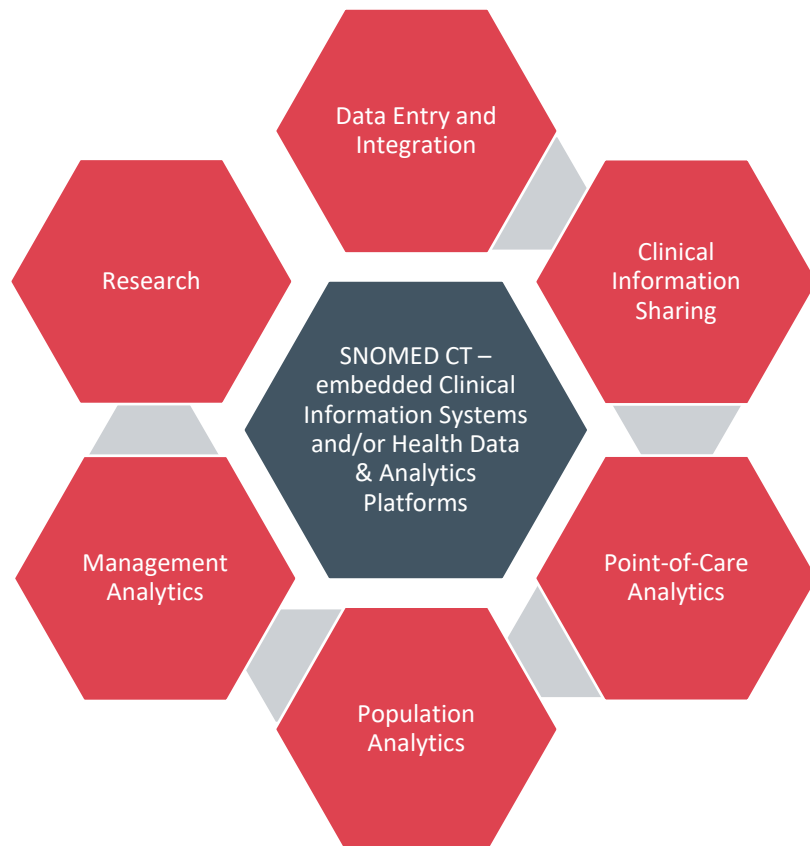 Data Entry and
Integration
Clinical
Information
Sharing
Research
SNOMED CT –
embedded Clinical
Information Systems
and/or Health Data
& Analytics
Platforms
Point-of-Care
Analytics
Management
Analytics
Population
Analytics